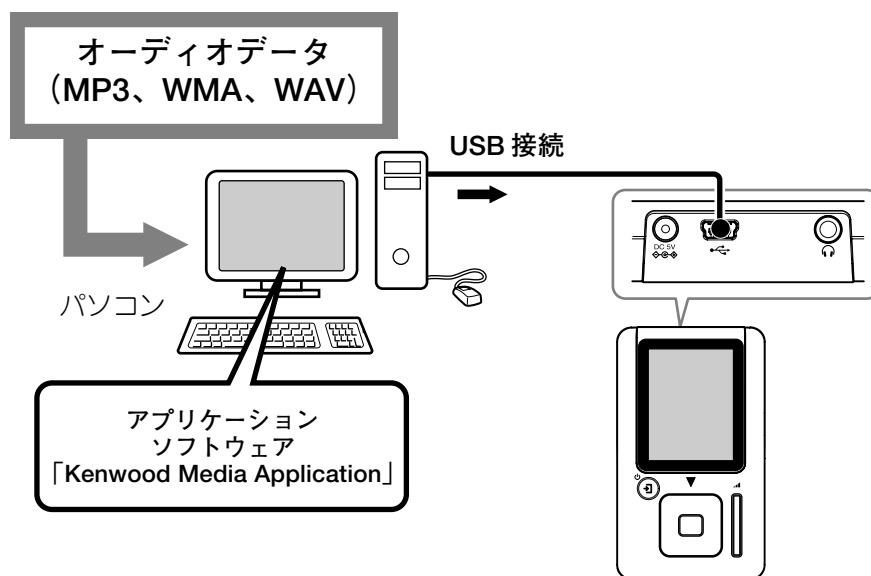 オーディオデータ
（MP3、WMA、WAV）
USB 接続
DC 5V
パソコン
アプリケーション
ソフトウェア
「Kenwood Media Application」